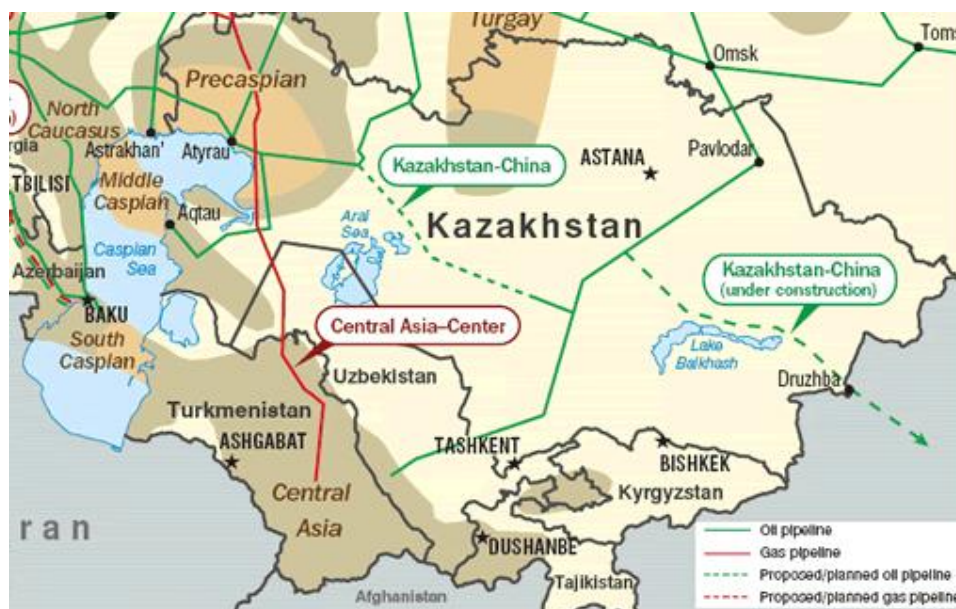 Turgay
Tom
Omsk
Precaspian
North
Caucasus
rgia
Astrakhan'
Atyrau
Kazakhstan-China
ASTANA
Pavlodar
TBILISI
Middle
Caspian
Aqtau
Aral
Sea
Kazakhstan
Caspian
Sea
Azerbaijan
BAKU
Kazakhstan-China
(under construction)
Central Asia–Center
South
Caspian
Lake
Balkhash
Uzbekistan
Druzhba
Turkmenistan
ASHGABAT
TASHKENT
BISHKEK
Kyrgyzstan
Central
Asia
ran
DUSHANBE
Tajikistan
Afghanistan
Oil pipeline
Gas pipeline
Proposed/planned oil pipeline
Proposed/planned gas pipeline